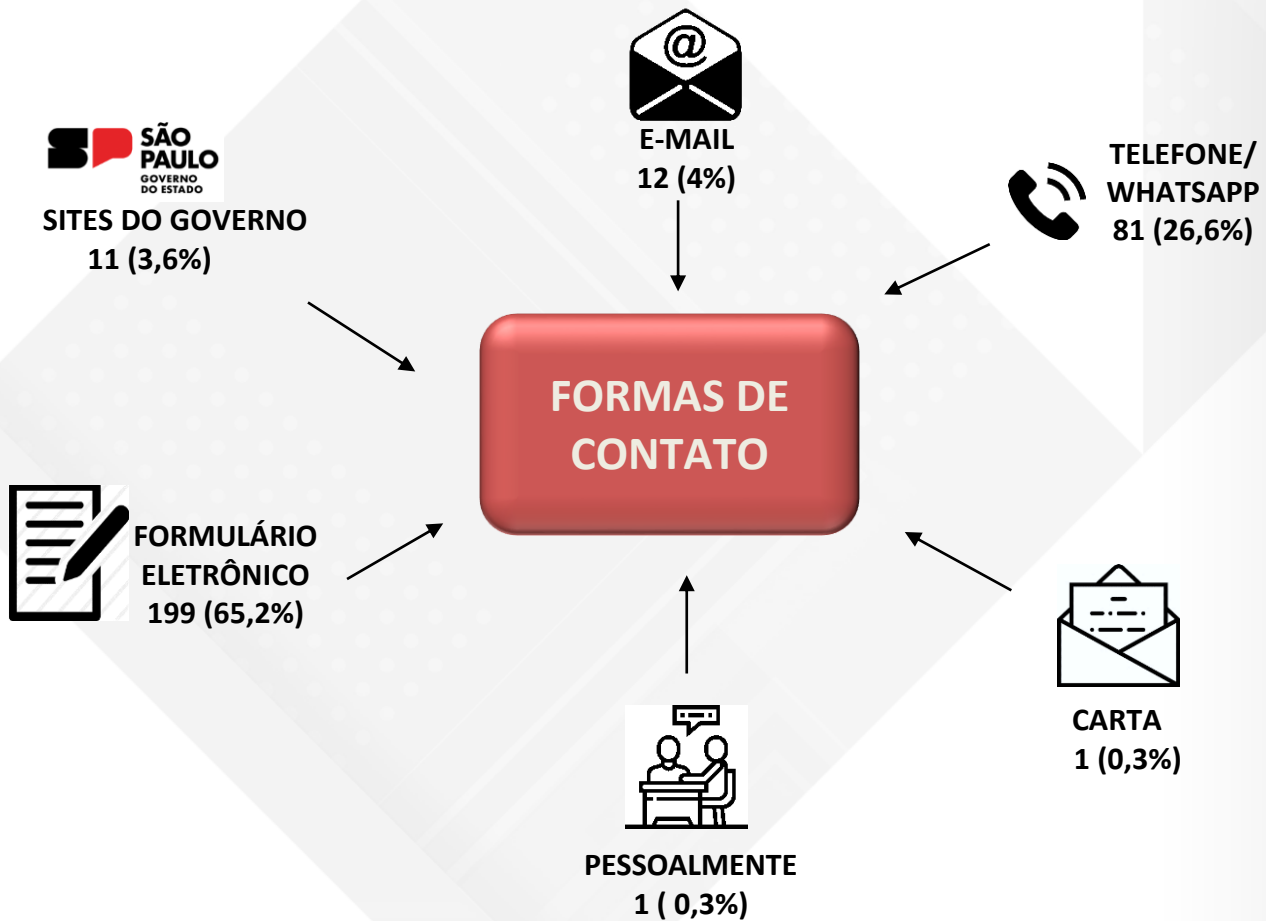 @
E-MAIL
12 (4%)
SÃO
PAULO
GOVERNO
DO ESTADO
SITES DO GOVERNO
11 (3,6%)
TELEFONE/
WHATSAPP
81 (26,6%)
FORMAS DE
CONTATO
FORMULÁRIO
ELETRÔNICO
199 (65,2%)
CARTA
1 (0,3%)
PESSOALMENTE
1 ( 0,3%)